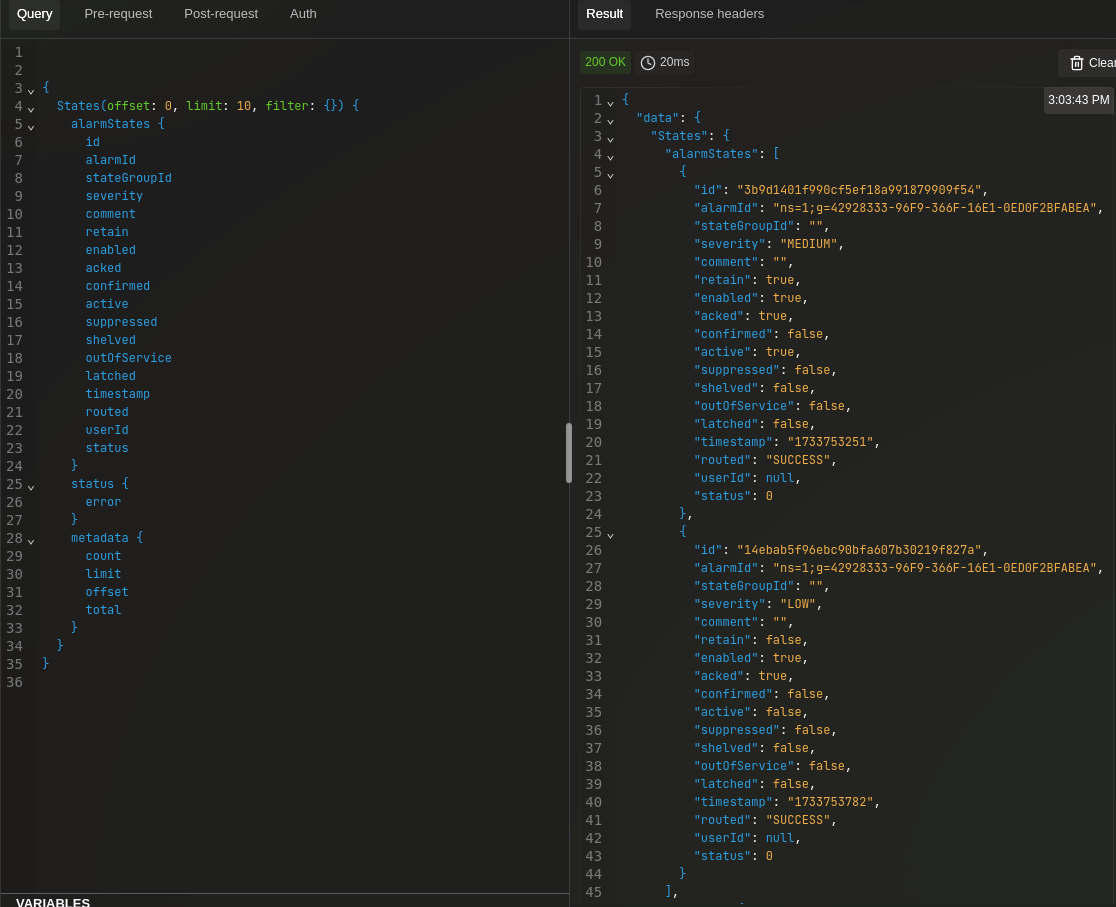 Query Pre-request Post-request Auth
1
2
3 {
4 States(offset: 0, limit: 10, filter: {}) {
5 alarmStates {
6 id
7 alarmId
8 stateGroupId
9 severity
10 comment
11 retain
12 enabled
13 acked
14 confirmed
15 active
16 suppressed
17 shelved
18 outOfService
19 latched
20 timestamp
21 routed
22 userId
23 status
24 }
25 status {
26 error
27 }
28 metadata {
29 count
30 limit
31 offset
32 total
33 }
34 }
35 }
36
VARIABLES
Result Response headers
200 OK 20ms Clear
3:03:43 PM
1 {
2 "data": {
3 "States": {
4 "alarmStates": [
5 {
6 "id": "3b9d1401f990cf5ef18a991879909f54",
7 "alarmId": "ns=1;g=42928333-96F9-366F-16E1-0ED0F2BFABEA",
8 "stateGroupId": "",
9 "severity": "MEDIUM",
10 "comment": "",
11 "retain": true,
12 "enabled": true,
13 "acked": true,
14 "confirmed": false,
15 "active": true,
16 "suppressed": false,
17 "shelved": false,
18 "outOfService": false,
19 "latched": false,
20 "timestamp": "1733753251",
21 "routed": "SUCCESS",
22 "userId": null,
23 "status": 0
24 },
25 {
26 "id": "14ebab5f96ebc90bfa607b30219f827a",
27 "alarmId": "ns=1;g=42928333-96F9-366F-16E1-0ED0F2BFABEA",
28 "stateGroupId": "",
29 "severity": "LOW",
30 "comment": "",
31 "retain": false,
32 "enabled": true,
33 "acked": true,
34 "confirmed": false,
35 "active": false,
36 "suppressed": false,
37 "shelved": false,
38 "outOfService": false,
39 "latched": false,
40 "timestamp": "1733753782",
41 "routed": "SUCCESS",
42 "userId": null,
43 "status": 0
44 }
45 ],